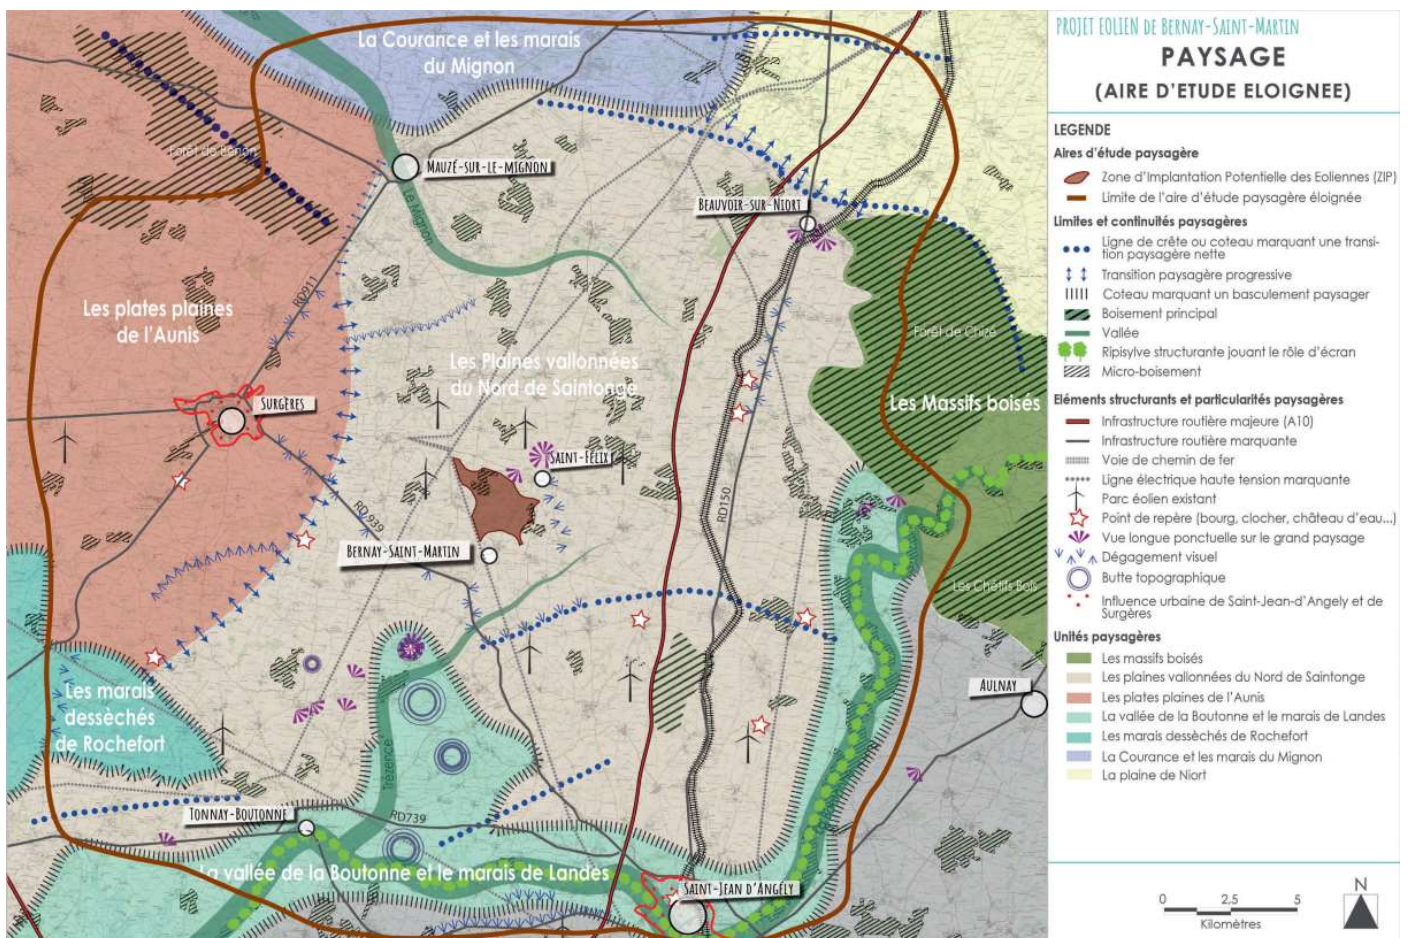 La Courance et les marais
du Mignon
Forêt de Benon
MAUZÉ-SUR-LE-MIGNON
Le Mignon
BEAUVOIR-SUR-NIORT
RD911
Les plates plaines
de l'Aunis
Forêt de Chizé
Les Plaines vallonnées
du Nord de Saintonge
SURGÈRES
Les Massifs boisés
SAINT-FÉLIX
RD939
RD150
BERNAY-SAINT-MARTIN
Les Chétifs Bois
Les marais
dessèchés
de Rochefort
AULNAY
Trézence
TONNAY-BOUTONNE
RD739
La vallée de la Boutonne et le marais de Landes
SAINT-JEAN D'ANGÉLY
PROJET EOLIEN DE BERNAY-SAINT-MARTIN
PAYSAGE
(AIRE D'ETUDE ELOIGNEE)
LEGENDE
Aires d'étude paysagère
Zone d'Implantation Potentielle des Eoliennes (ZIP)
Limite de l'aire d'étude paysagère éloignée
Limites et continuités paysagères
Ligne de crête ou coteau marquant une transi-
tion paysagère nette
Transition paysagère progressive
Coteau marquant un basculement paysager
Boisement principal
Vallée
Ripisylve structurante jouant le rôle d'écran
Micro-boisement
Eléments structurants et particularités paysagères
Infrastructure routière majeure (A10)
Infrastructure routière marquante
Voie de chemin de fer
Ligne électrique haute tension marquante
Parc éolien existant
Point de repère (bourg, clocher, château d'eau...)
Vue longue ponctuelle sur le grand paysage
Dégagement visuel
Butte topographique
Influence urbaine de Saint-Jean-d'Angely et de
Surgères
Unités paysagères
Les massifs boisés
Les plaines vallonnées du Nord de Saintonge
Les plates plaines de l'Aunis
La vallée de la Boutonne et le marais de Landes
Les marais dessèchés de Rochefort
La Courance et les marais du Mignon
La plaine de Niort
0 2,5 5
Kilomètres
N